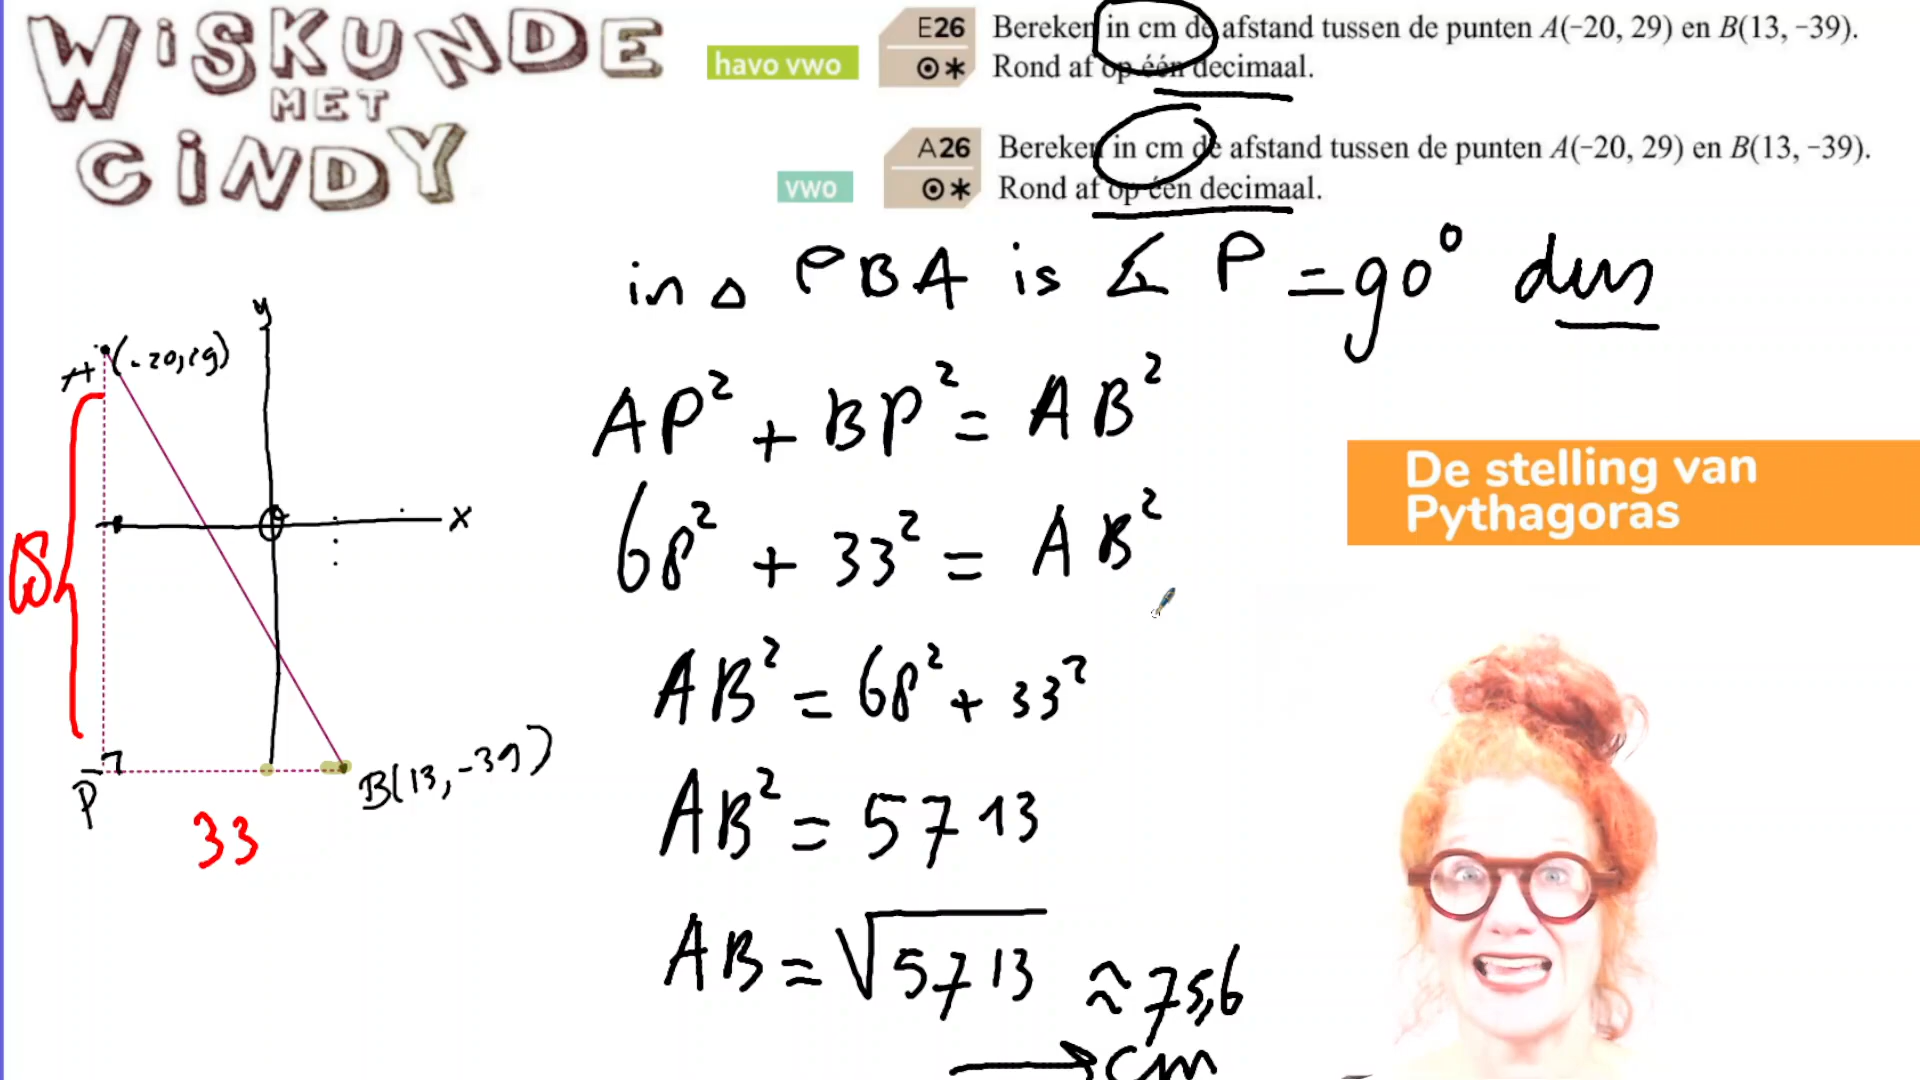 WiSKUNDE
MET
CiNDY
havo vwo
E26
Bereken in cm de afstand tussen de punten A(−20, 29) en B(13, −39).
Rond af op één decimaal.
vwo
A26
Bereken in cm de afstand tussen de punten A(−20, 29) en B(13, −39).
Rond af op één decimaal.
in △ PBA is ∡ P = 90° dus
y
A (-20,29)
x
P
B(13,-39)
33
AP² + BP² = AB²
68² + 33² = AB²
AB² = 68² + 33²
AB² = 5713
AB = √5713 ≈ 75,6
→ cm
De stelling van
Pythagoras